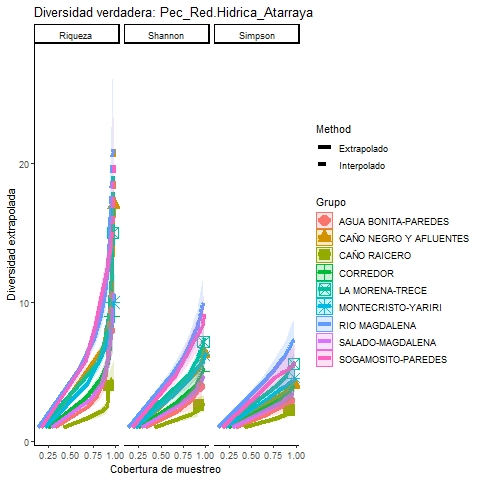 Diversidad verdadera: Pec_Red.Hidrica_Atarraya
Riqueza
Shannon
Simpson
Diversidad extrapolada
20
10
0
0.25 0.50 0.75 1.00
0.25 0.50 0.75 1.00
0.25 0.50 0.75 1.00
Cobertura de muestreo
Method
Extrapolado
Interpolado
Grupo
AGUA BONITA-PAREDES
CAÑO NEGRO Y AFLUENTES
CAÑO RAICERO
CORREDOR
LA MORENA-TRECE
MONTECRISTO-YARIRI
RIO MAGDALENA
SALADO-MAGDALENA
SOGAMOSITO-PAREDES